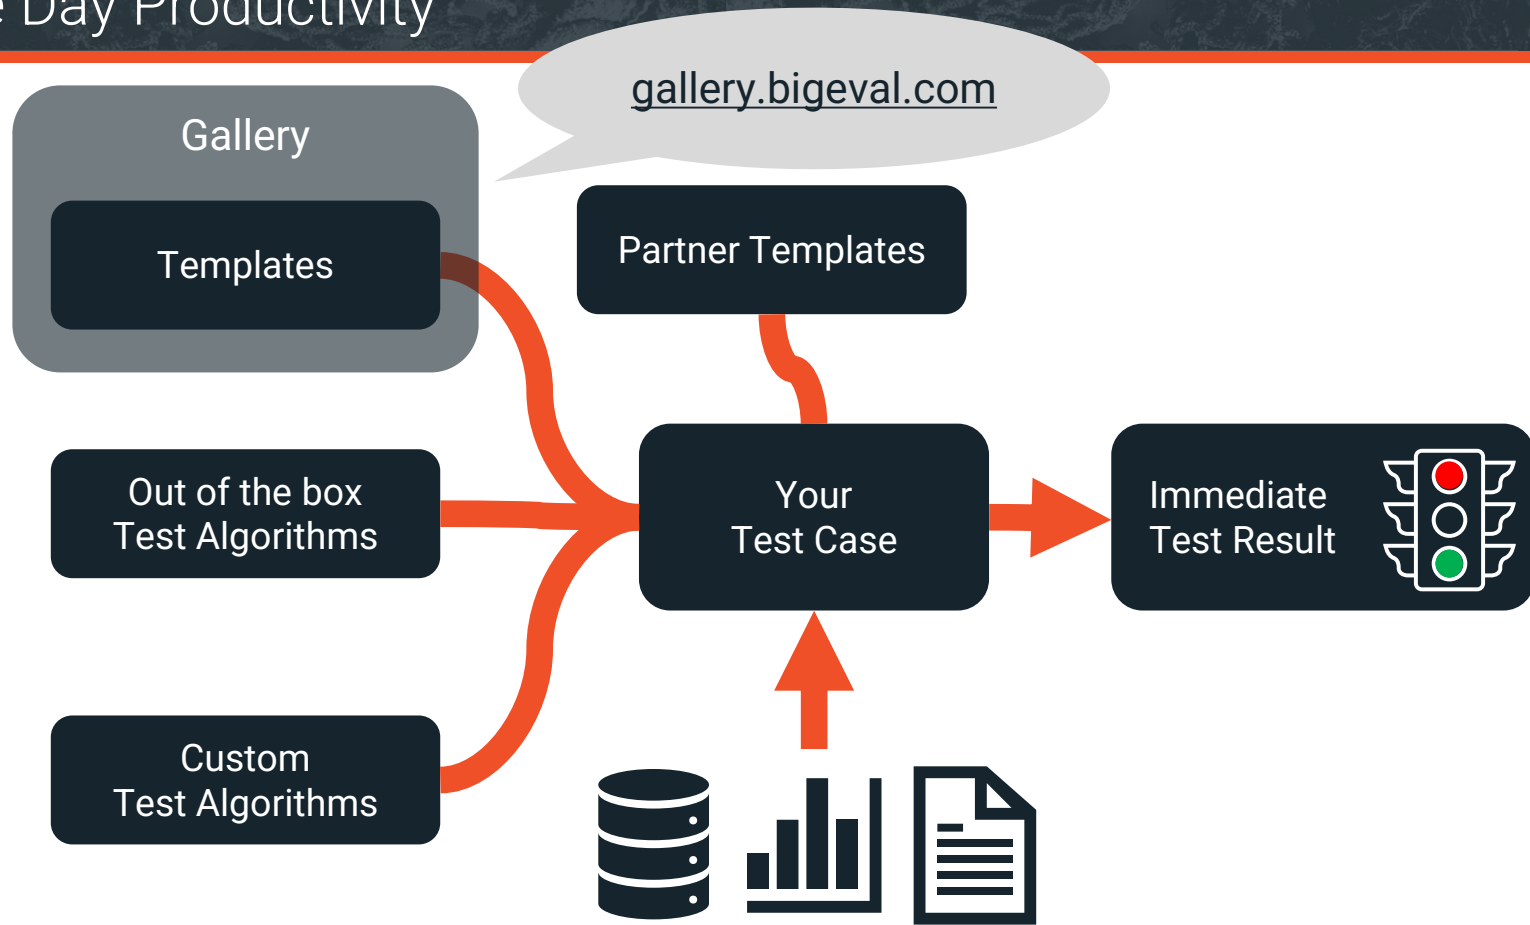 Day Productivity
gallery.bigeval.com
Gallery
Templates
Partner Templates
Out of the box
Test Algorithms
Your
Test Case
Immediate
Test Result
Custom
Test Algorithms